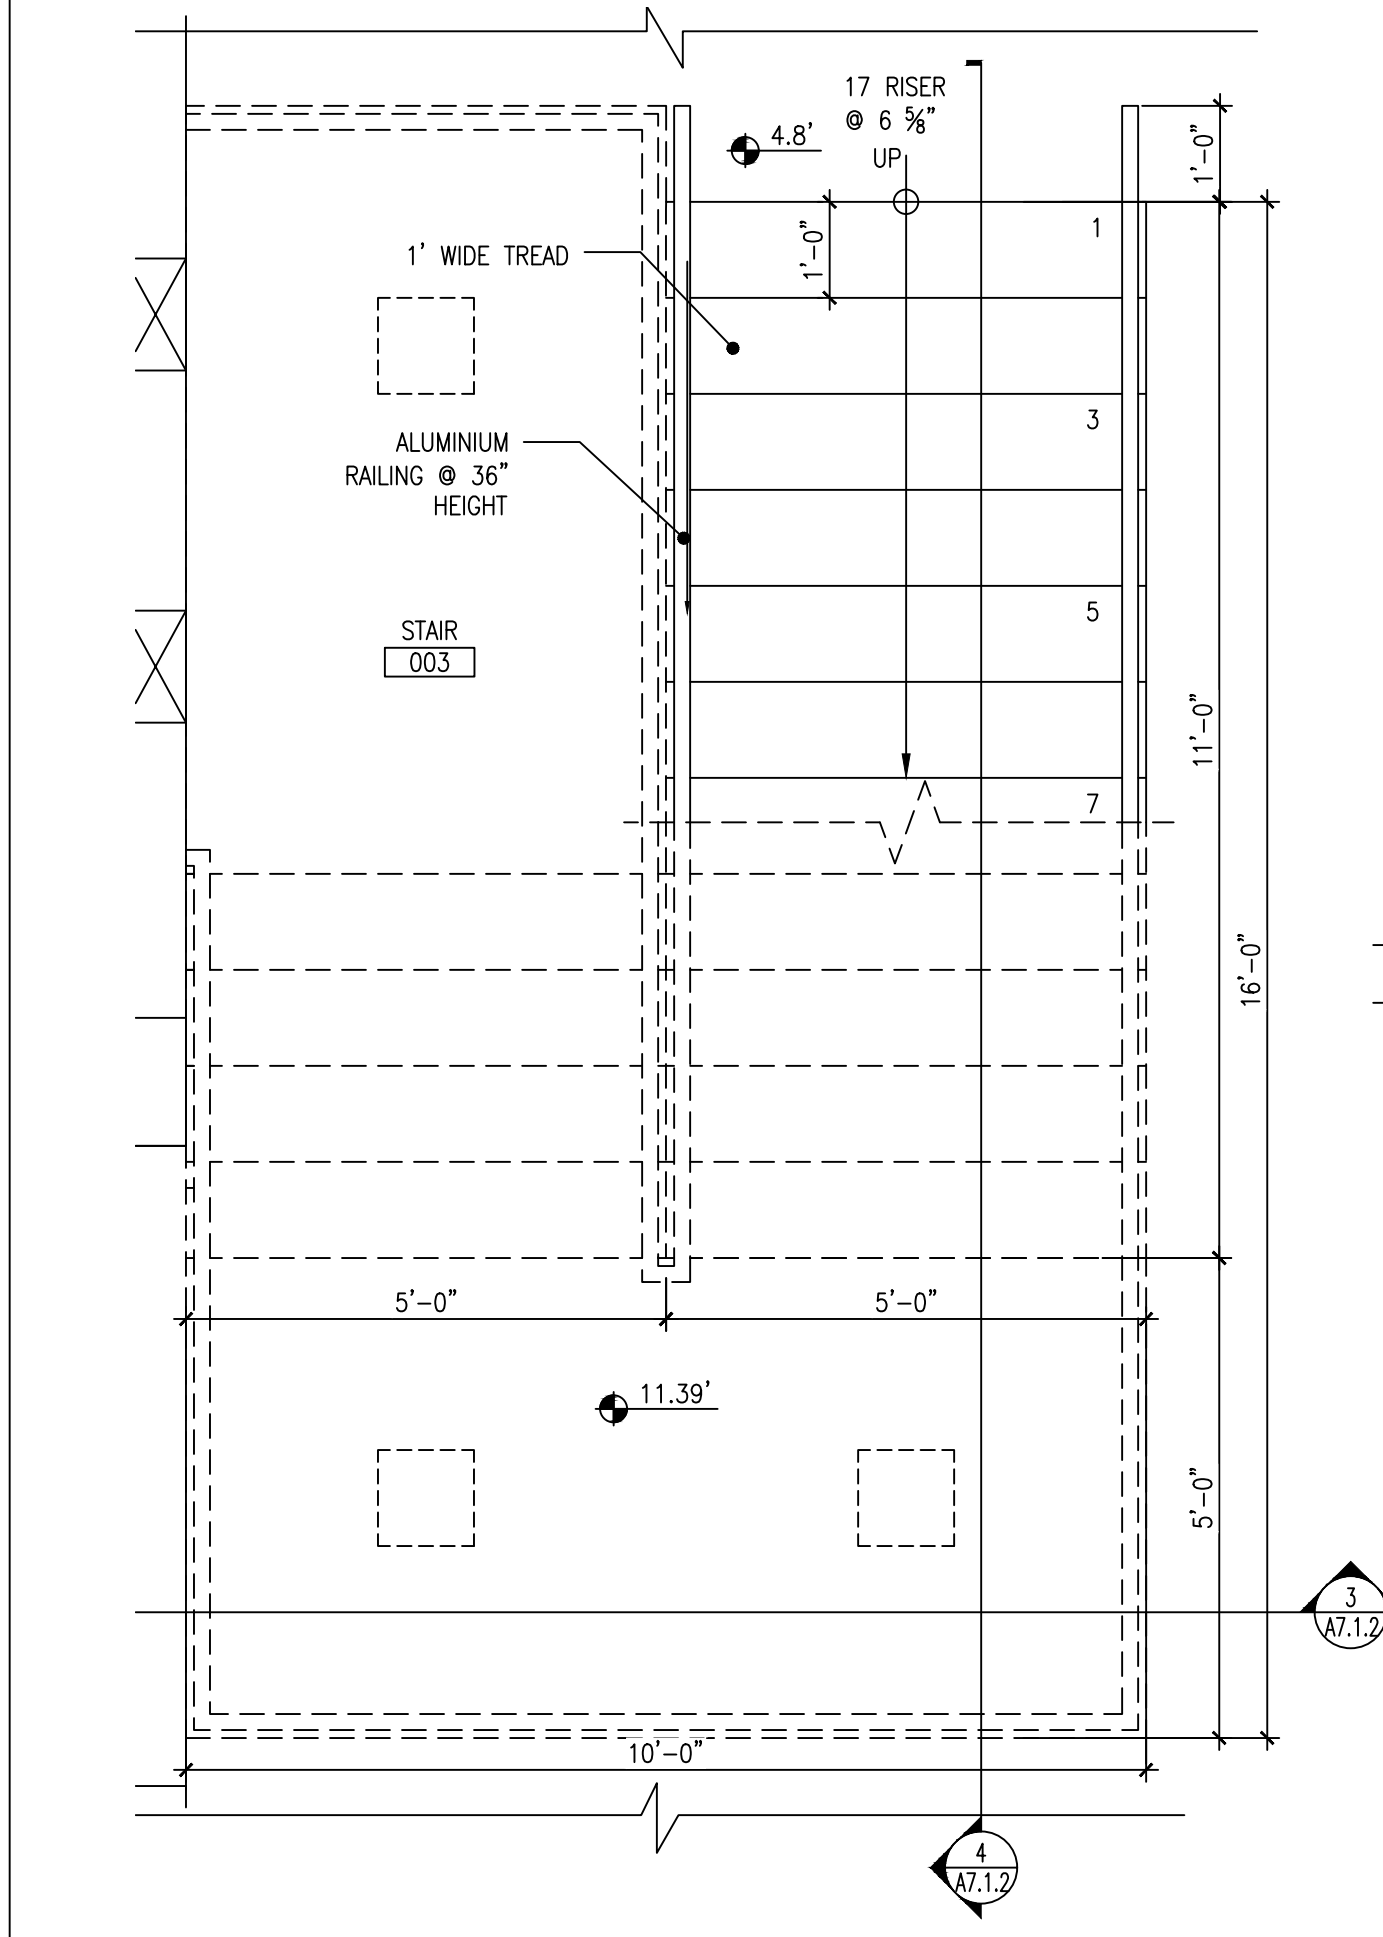 17 RISER
@ 6 ⅝”
UP
4.8’
1’-0”
1
1’-0”
1’ WIDE TREAD
3
ALUMINIUM
RAILING @ 36”
HEIGHT
5
STAIR
003
11’-0”
7
16’-0”
5’-0”
5’-0”
11.39’
5’-0”
3
A7.1.2
10’-0”
4
A7.1.2